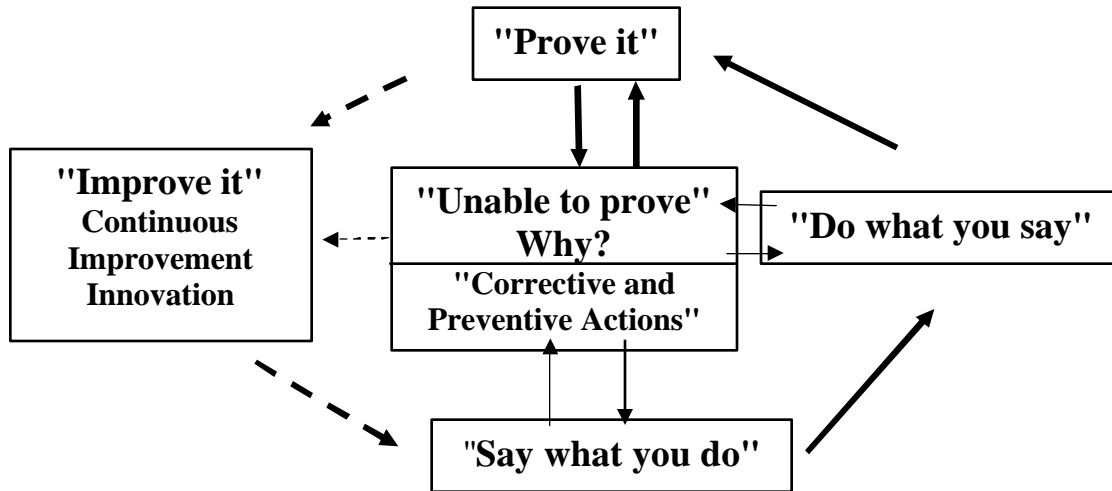 "Prove it"
"Improve it"
Continuous
Improvement
Innovation
"Unable to prove"
Why?
"Do what you say"
"Corrective and
Preventive Actions"
"Say what you do"